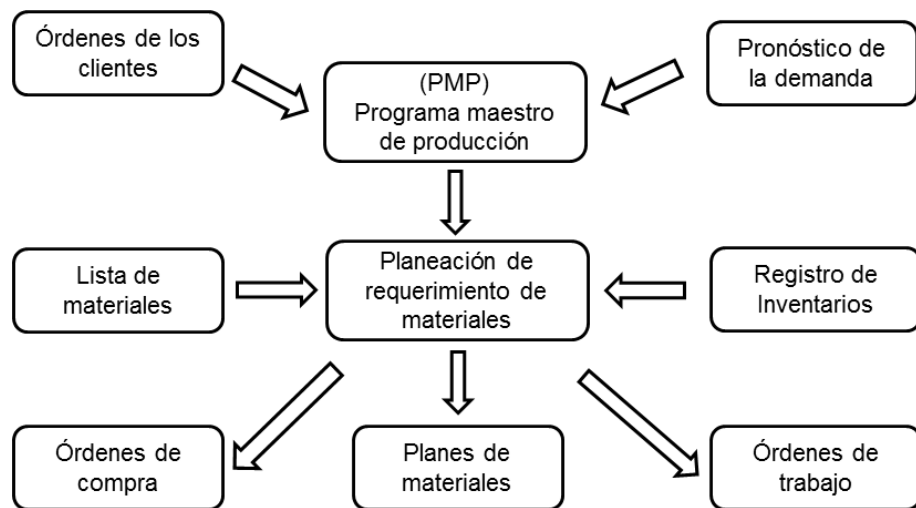 Órdenes de los
clientes
(PMP)
Programa maestro
de producción
Pronóstico de
la demanda
Lista de
materiales
Planeación de
requerimiento de
materiales
Registro de
Inventarios
Órdenes de
compra
Planes de
materiales
Órdenes de
trabajo